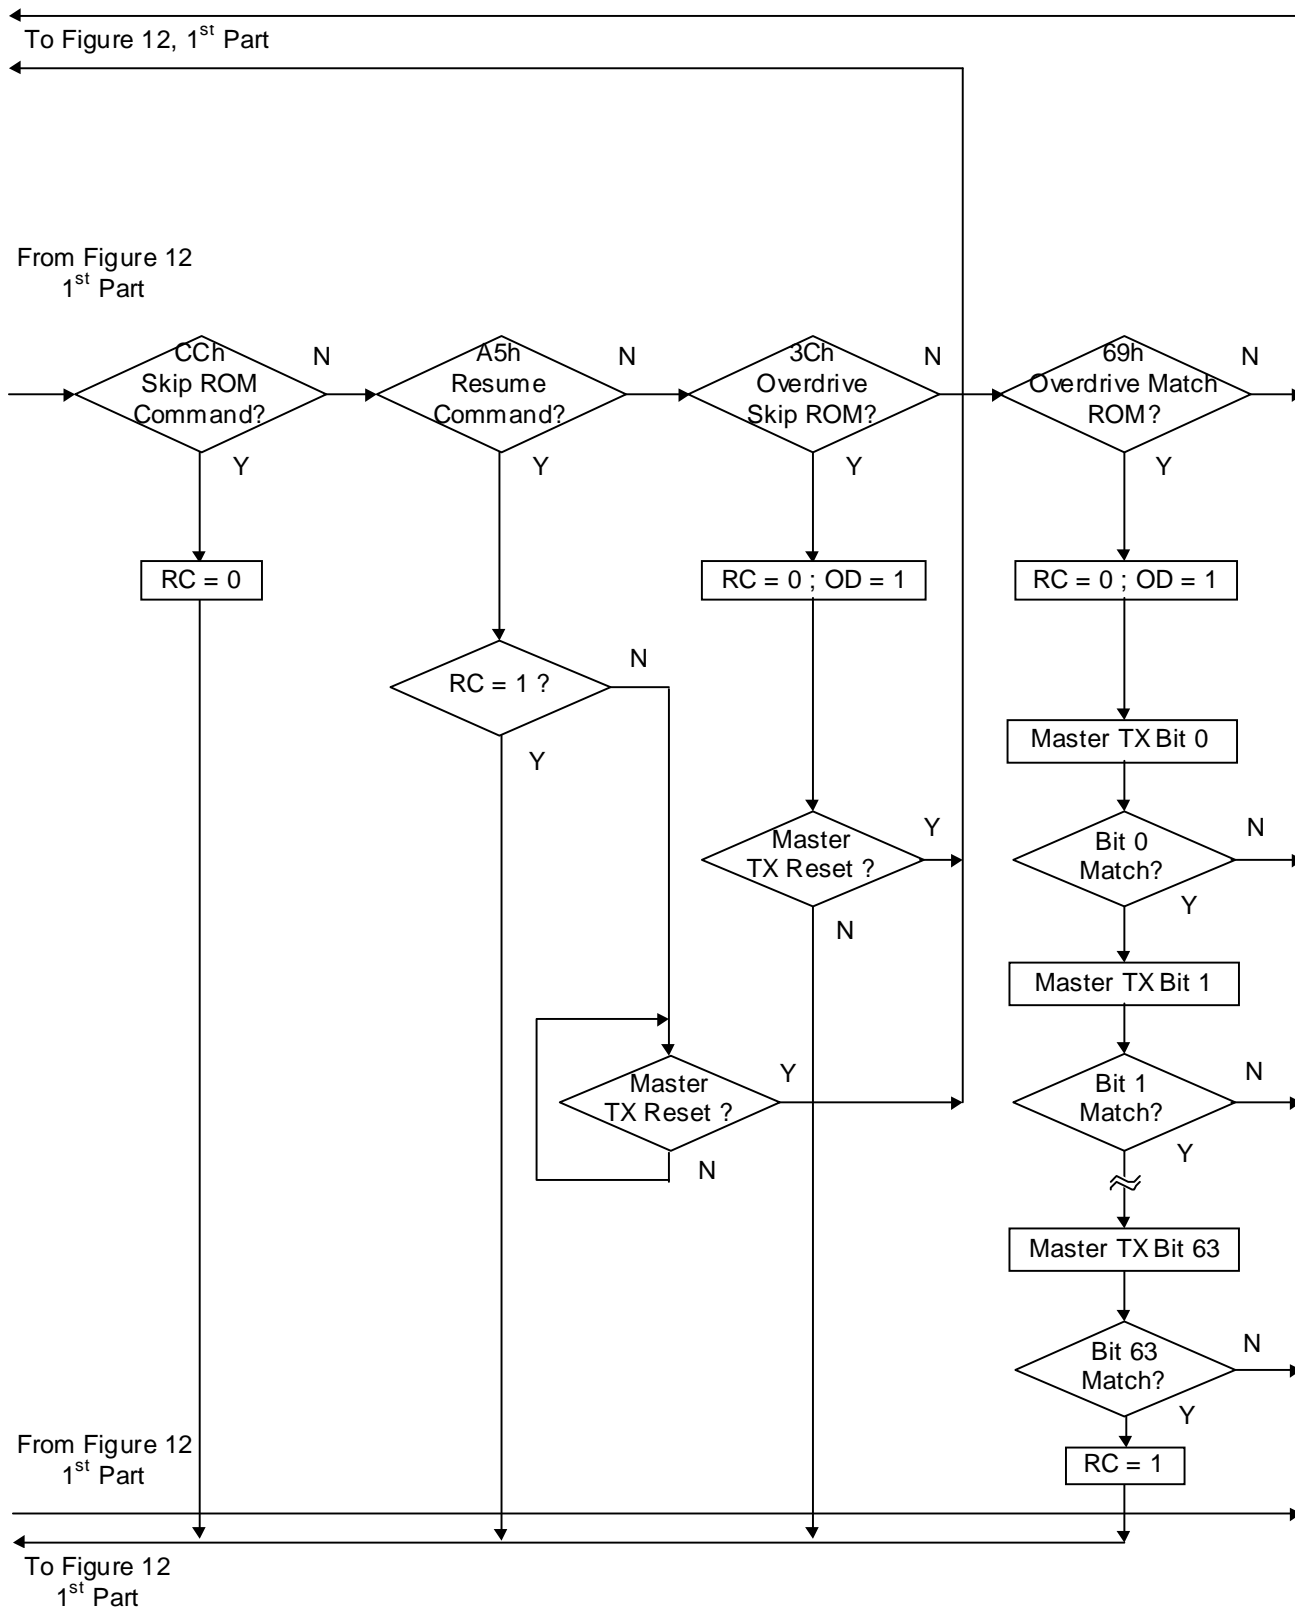 To Figure 12, 1st Part
From Figure 12
1st Part
CCh
Skip ROM
Command?
N
Y
A5h
Resume
Command?
N
Y
3Ch
Overdrive
Skip ROM?
N
Y
69h
Overdrive Match
ROM?
N
Y
RC = 0
RC = 0 ; OD = 1
RC = 0 ; OD = 1
RC = 1 ?
N
Y
Master TX Bit 0
Master
TX Reset ?
Y
N
Bit 0
Match?
N
Y
Master TX Bit 1
Master
TX Reset ?
Y
N
Bit 1
Match?
N
Y
Master TX Bit 63
Bit 63
Match?
N
Y
RC = 1
From Figure 12
1st Part
To Figure 12
1st Part